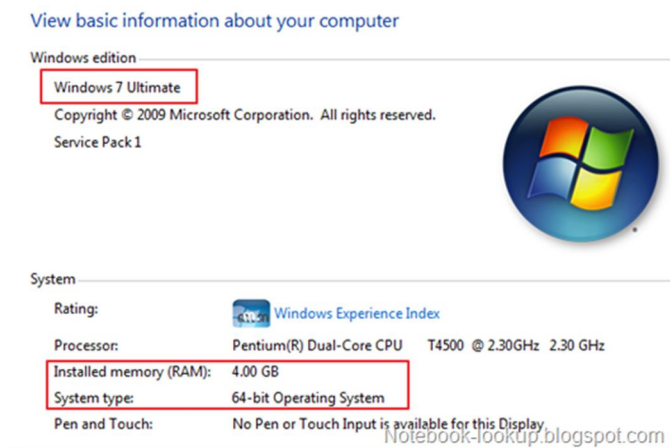 View basic information about your computer
Windows edition
Windows 7 Ultimate
Copyright © 2009 Microsoft Corporation.  All rights reserved.
Service Pack 1
System
Rating: Windows Experience Index
Processor: Pentium(R) Dual-Core CPU T4500 @ 2.30GHz 2.30 GHz
Installed memory (RAM): 4.00 GB
System type: 64-bit Operating System
Pen and Touch: No Pen or Touch Input is available for this Display
Notebook-lookup.blogspot.com